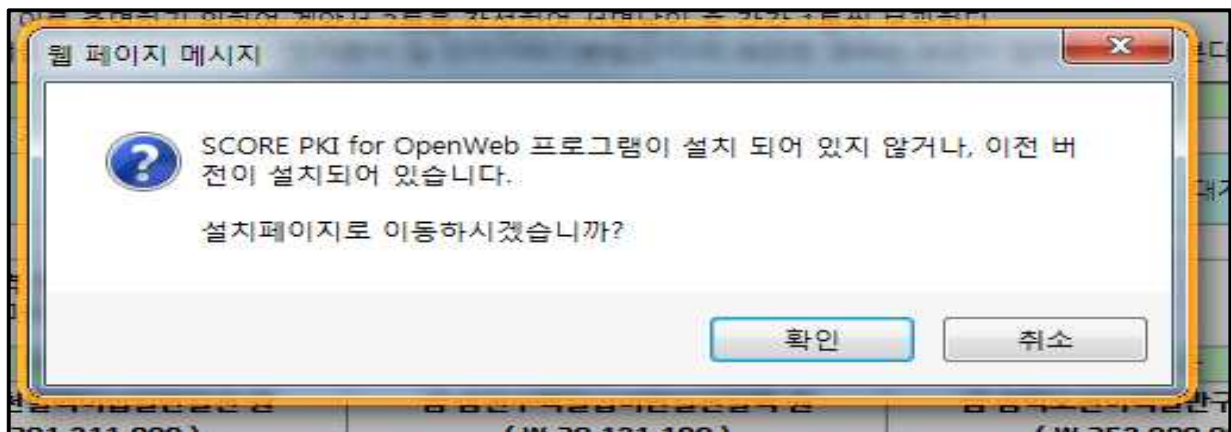 웹 페이지 메시지
SCORE PKI for OpenWeb 프로그램이 설치 되어 있지 않거나, 이전 버
전이 설치되어 있습니다.
설치페이지로 이동하시겠습니까?
확인
취소